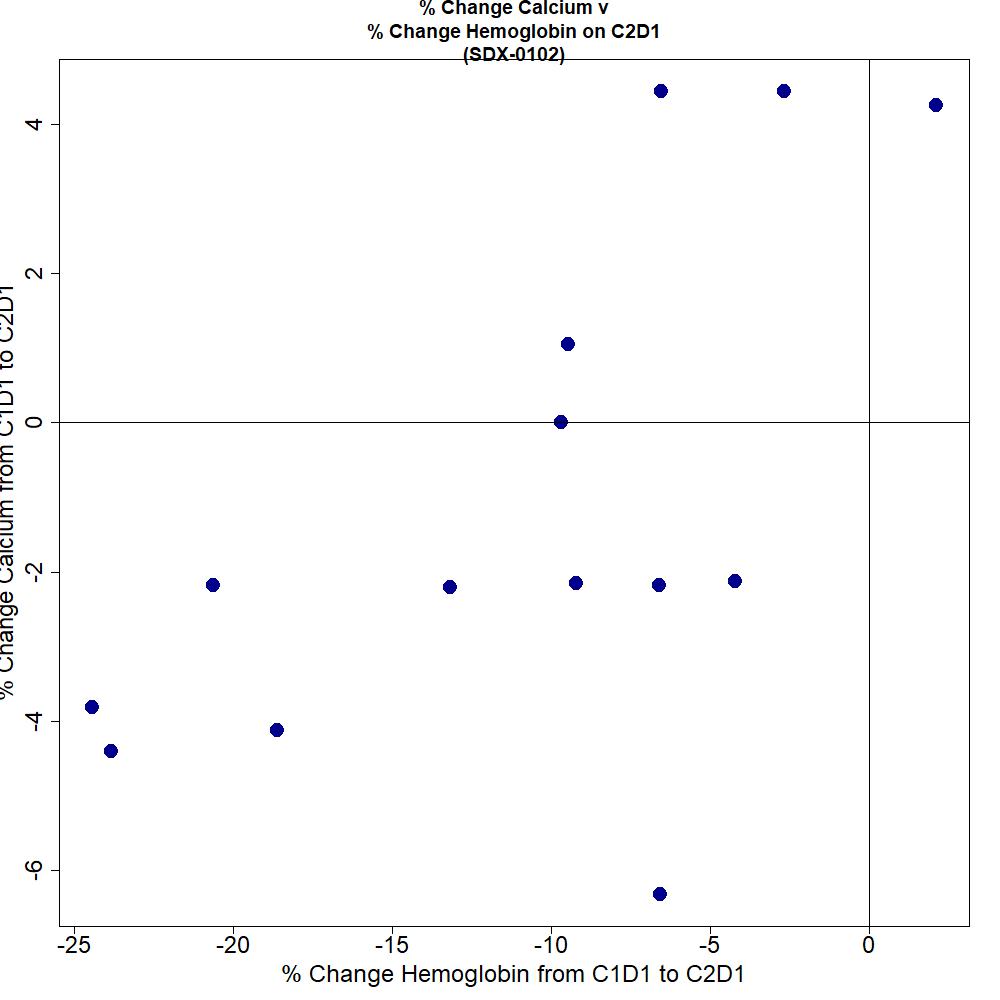 % Change Calcium v
% Change Hemoglobin on C2D1
(SDX-0102)
% Change Calcium from C1D1 to C2D1
4
2
0
-2
-4
-6
-25
-20
-15
-10
-5
0
% Change Hemoglobin from C1D1 to C2D1